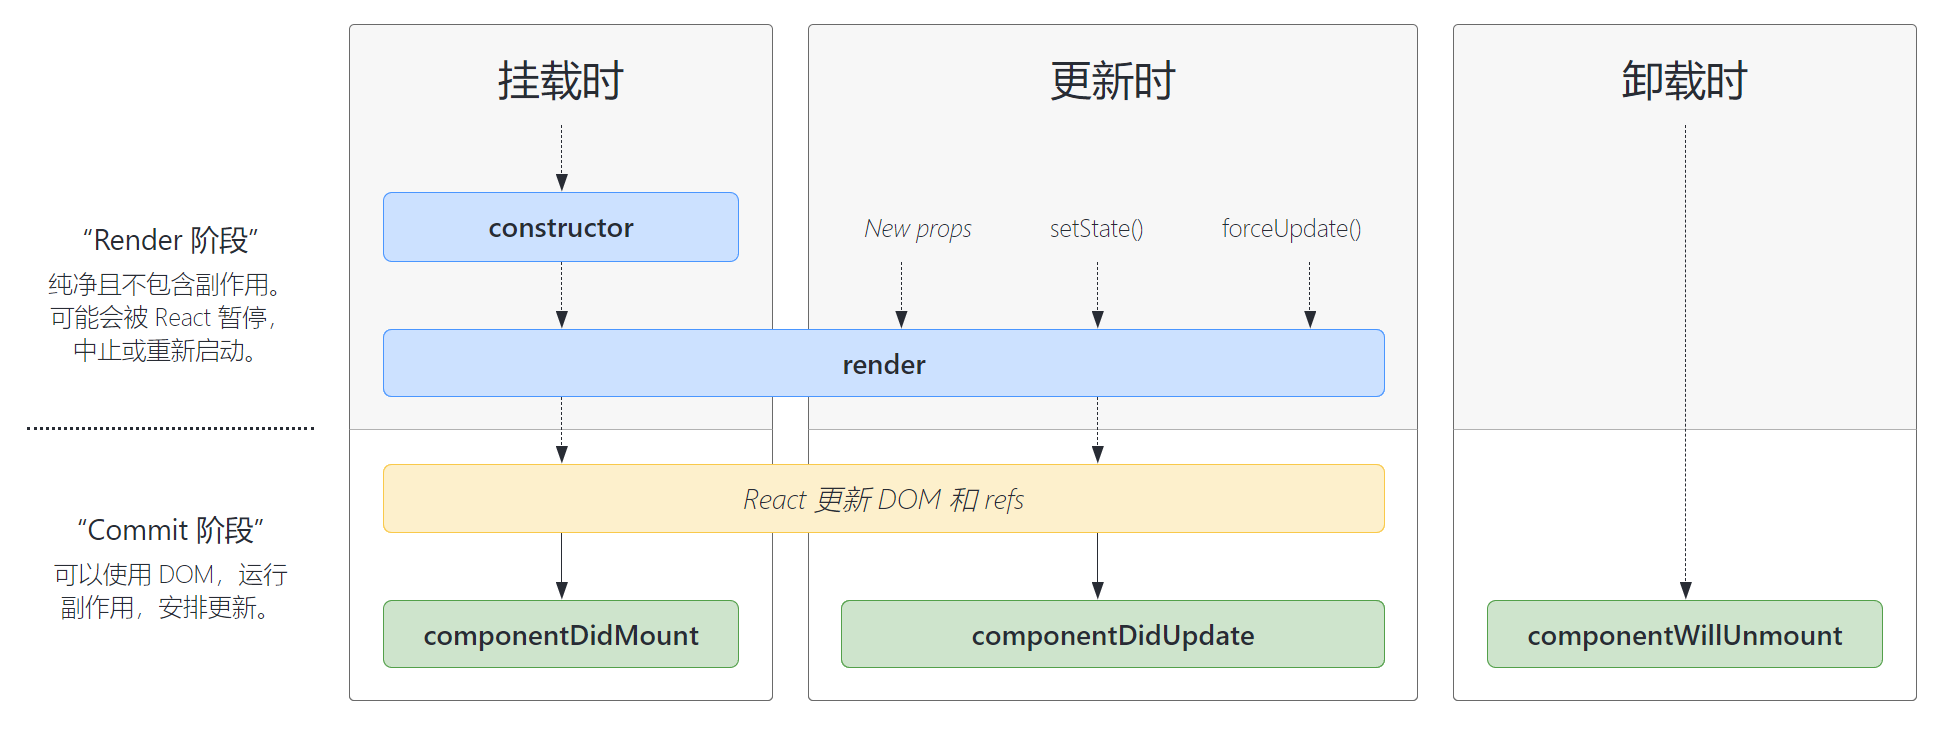 挂载时
更新时
卸载时
constructor
New props
setState()
forceUpdate()
“Render 阶段”
纯净且不包含副作用。
可能会被 React 暂停,
中止或重新启动。
render
React 更新 DOM 和 refs
“Commit 阶段”
可以使用 DOM，运行
副作用，安排更新。
componentDidMount
componentDidUpdate
componentWillUnmount